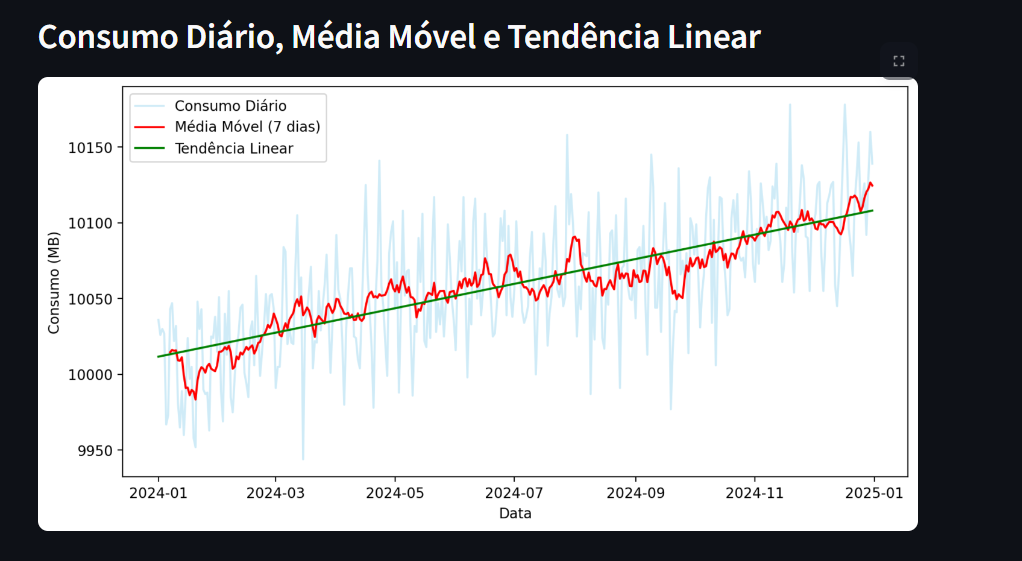 Consumo Diário, Média Móvel e Tendência Linear
Consumo Diário
Média Móvel (7 dias)
Tendência Linear
10150
10100
10050
10000
9950
Consumo (MB)
2024-01 2024-03 2024-05 2024-07 2024-09 2024-11 2025-01
Data